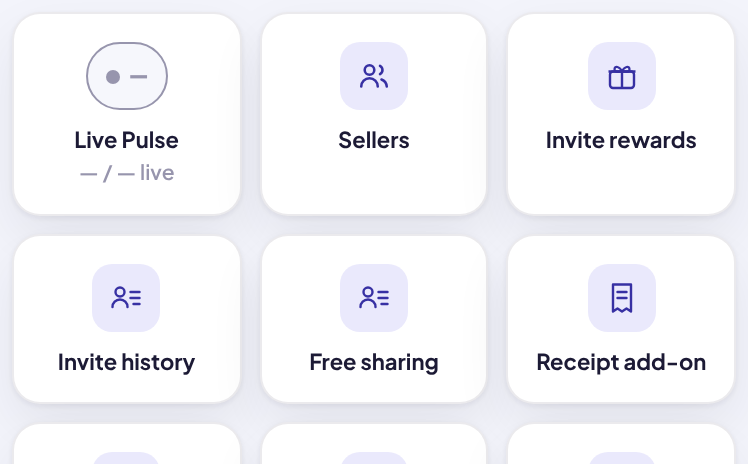 Live Pulse
— / — live
Sellers
Invite rewards
Invite history
Free sharing
Receipt add-on